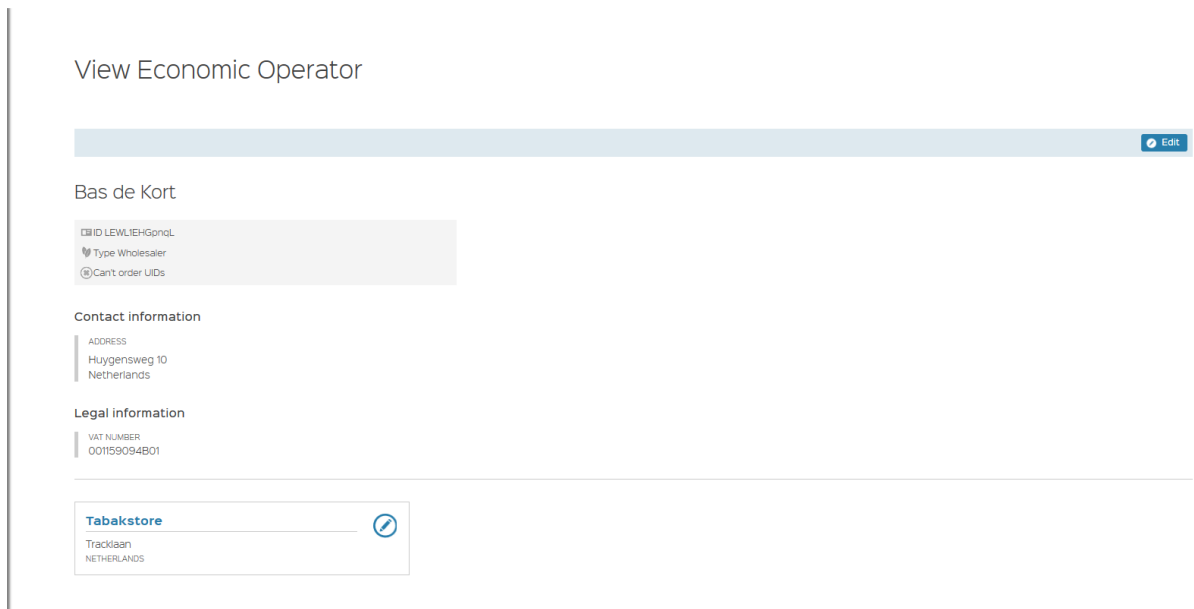 View Economic Operator
Edit
Bas de Kort
ID LEWL1EHGpnqL
Type Wholesaler
Can't order UIDs
Contact information
ADDRESS
Huygensweg 10
Netherlands
Legal information
VAT NUMBER
001159094B01
Tabakstore
Tracklaan
NETHERLANDS